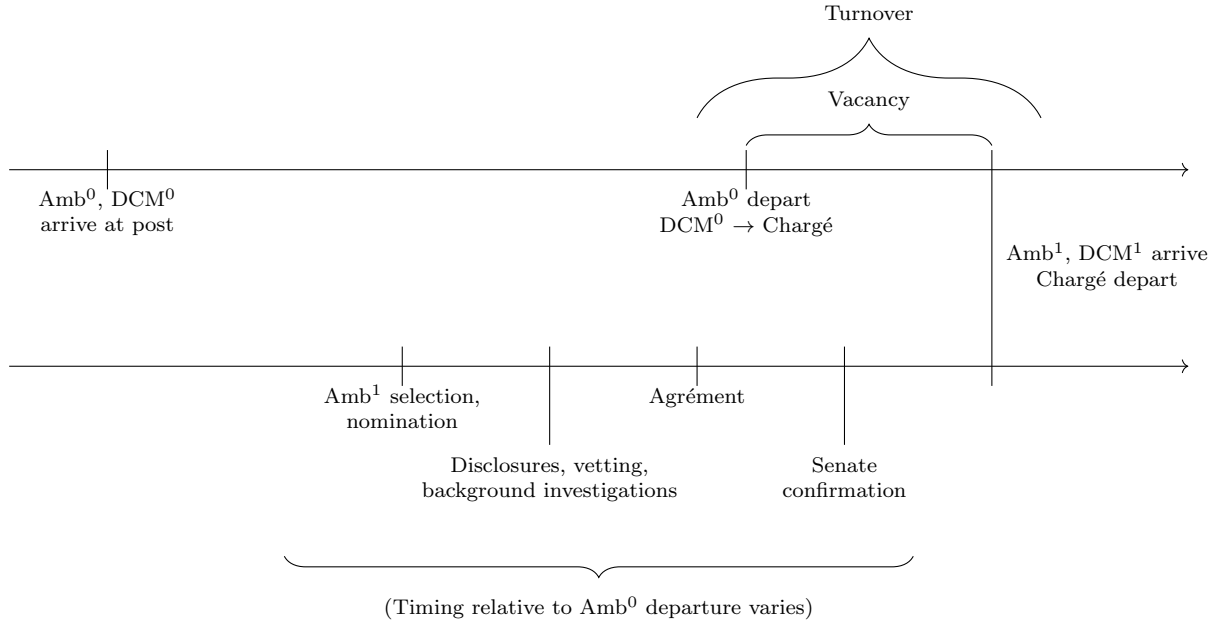 Turnover
Vacancy
Amb⁰, DCM⁰
arrive at post
Amb⁰ depart
DCM⁰ → Chargé
Amb¹, DCM¹ arrive
Chargé depart
Amb¹ selection,
nomination
Agrément
Disclosures, vetting,
background investigations
Senate
confirmation
(Timing relative to Amb⁰ departure varies)